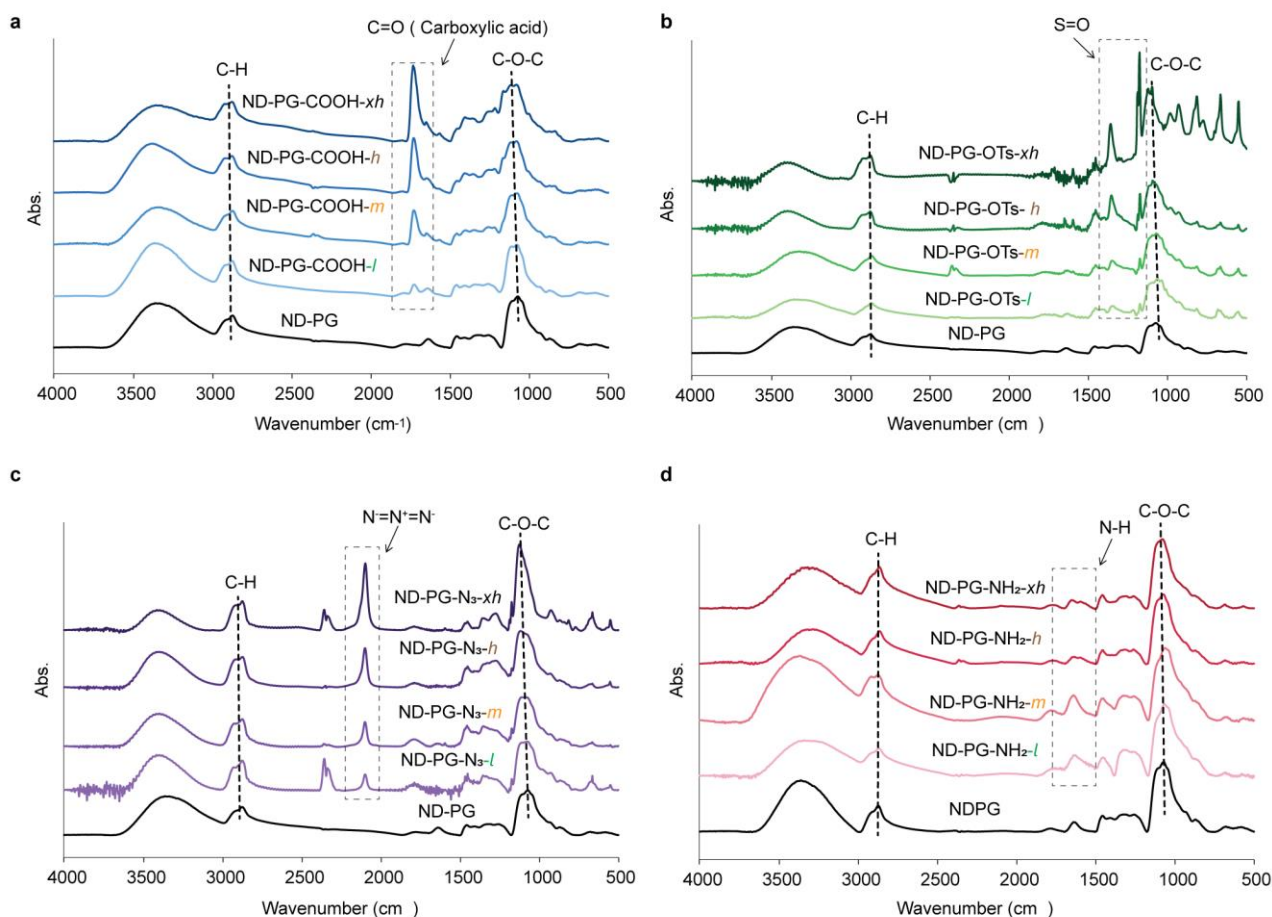 a
C=O ( Carboxylic acid)
C-H
C-O-C
ND-PG-COOH-xh
ND-PG-COOH-h
ND-PG-COOH-m
ND-PG-COOH-l
ND-PG
Abs.
4000 3500 3000 2500 2000 1500 1000 500
Wavenumber (cm-1)
b
S=O
C-O-C
C-H
ND-PG-OTs-xh
ND-PG-OTs- h
ND-PG-OTs-m
ND-PG-OTs-l
ND-PG
Abs.
4000 3500 3000 2500 2000 1500 1000 500
Wavenumber (cm )
c
N⁻=N⁺=N⁻
C-O-C
C-H
ND-PG-N₃-xh
ND-PG-N₃-h
ND-PG-N₃-m
ND-PG-N₃-l
ND-PG
Abs.
4000 3500 3000 2500 2000 1500 1000 500
Wavenumber (cm )
d
C-O-C
N-H
C-H
ND-PG-NH₂-xh
ND-PG-NH₂-h
ND-PG-NH₂-m
ND-PG-NH₂-l
NDPG
Abs.
4000 3500 3000 2500 2000 1500 1000 500
Wavenumber (cm )